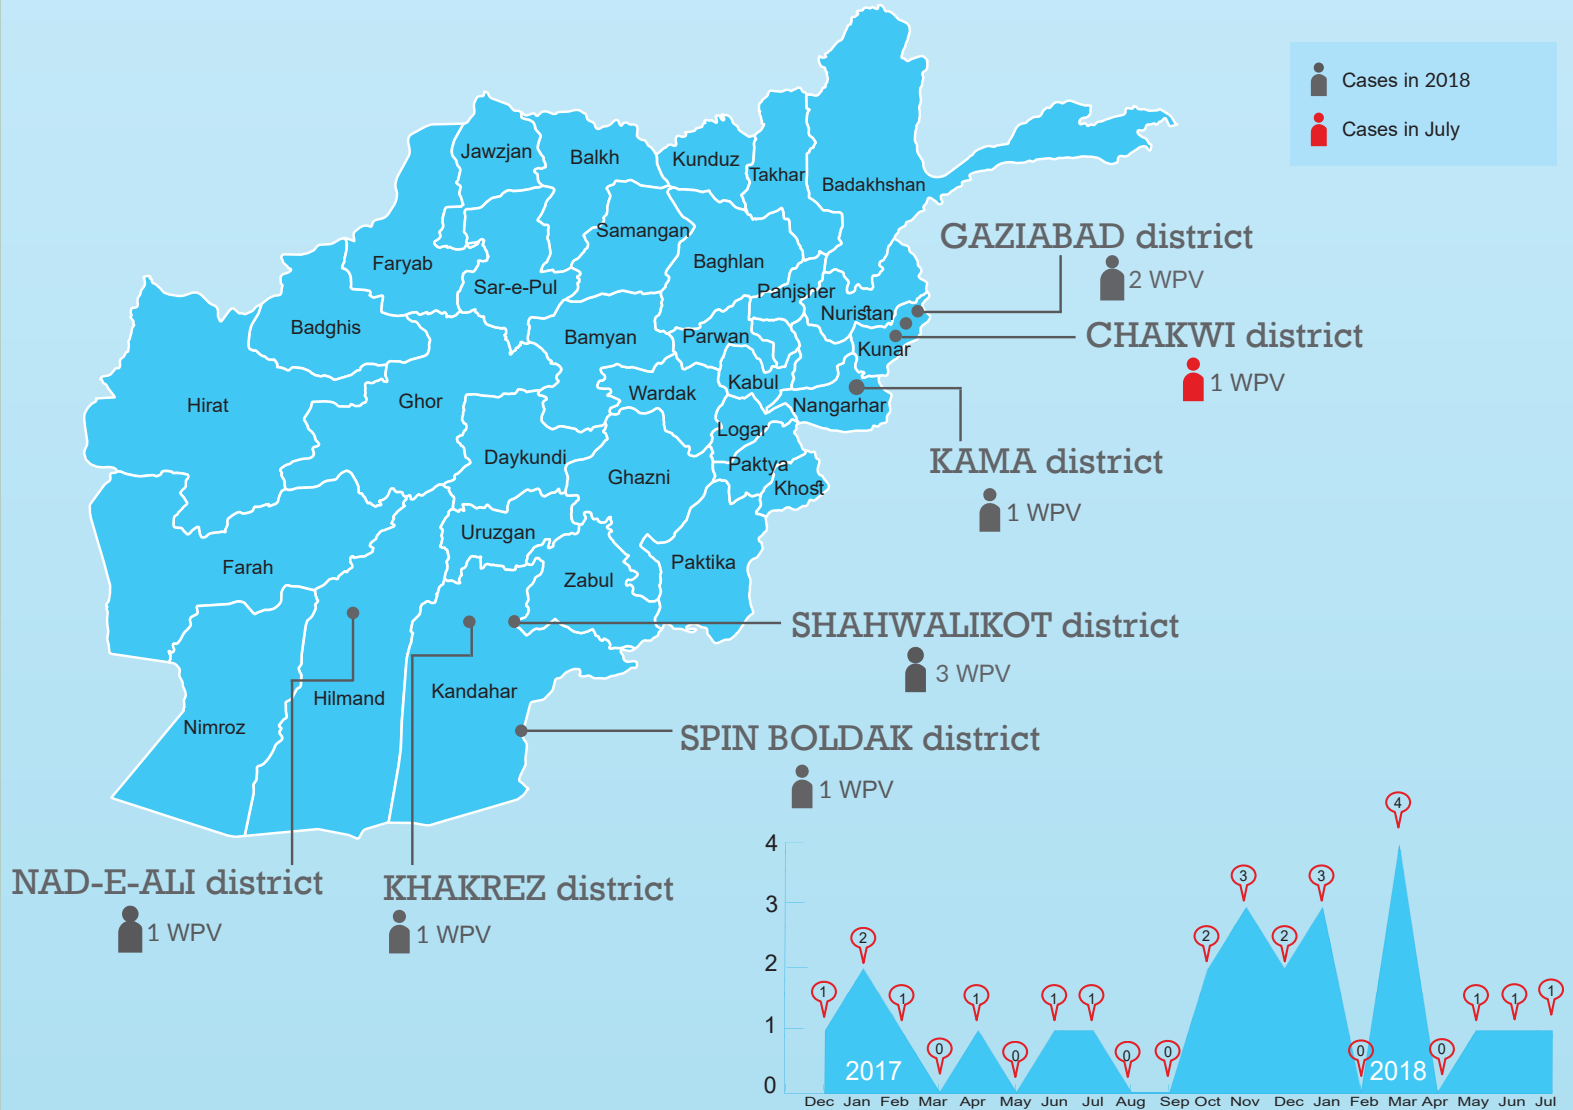 Cases in 2018
Cases in July
Jawzjan
Balkh
Kunduz
Takhar
Badakhshan
Samangan
Faryab
Sar-e-Pul
Baghlan
Panjsher
Nuristan
Badghis
Bamyan
Parwan
Kunar
Kabul
Wardak
Nangarhar
Hirat
Ghor
Logar
Daykundi
Ghazni
Paktya
Khost
Uruzgan
Farah
Zabul
Paktika
Hilmand
Kandahar
Nimroz
GAZIABAD district
2 WPV
CHAKWI district
1 WPV
KAMA district
1 WPV
SHAHWALIKOT district
3 WPV
SPIN BOLDAK district
1 WPV
NAD-E-ALI district
1 WPV
KHAKREZ district
1 WPV
4
3
2
1
0
1 2 1 0 1 0 1 1 0 0 2 3 2 3 0 4 0 1 1 1
2017 2018
Dec Jan Feb Mar Apr May Jun Jul Aug Sep Oct Nov Dec Jan Feb Mar Apr May Jun Jul